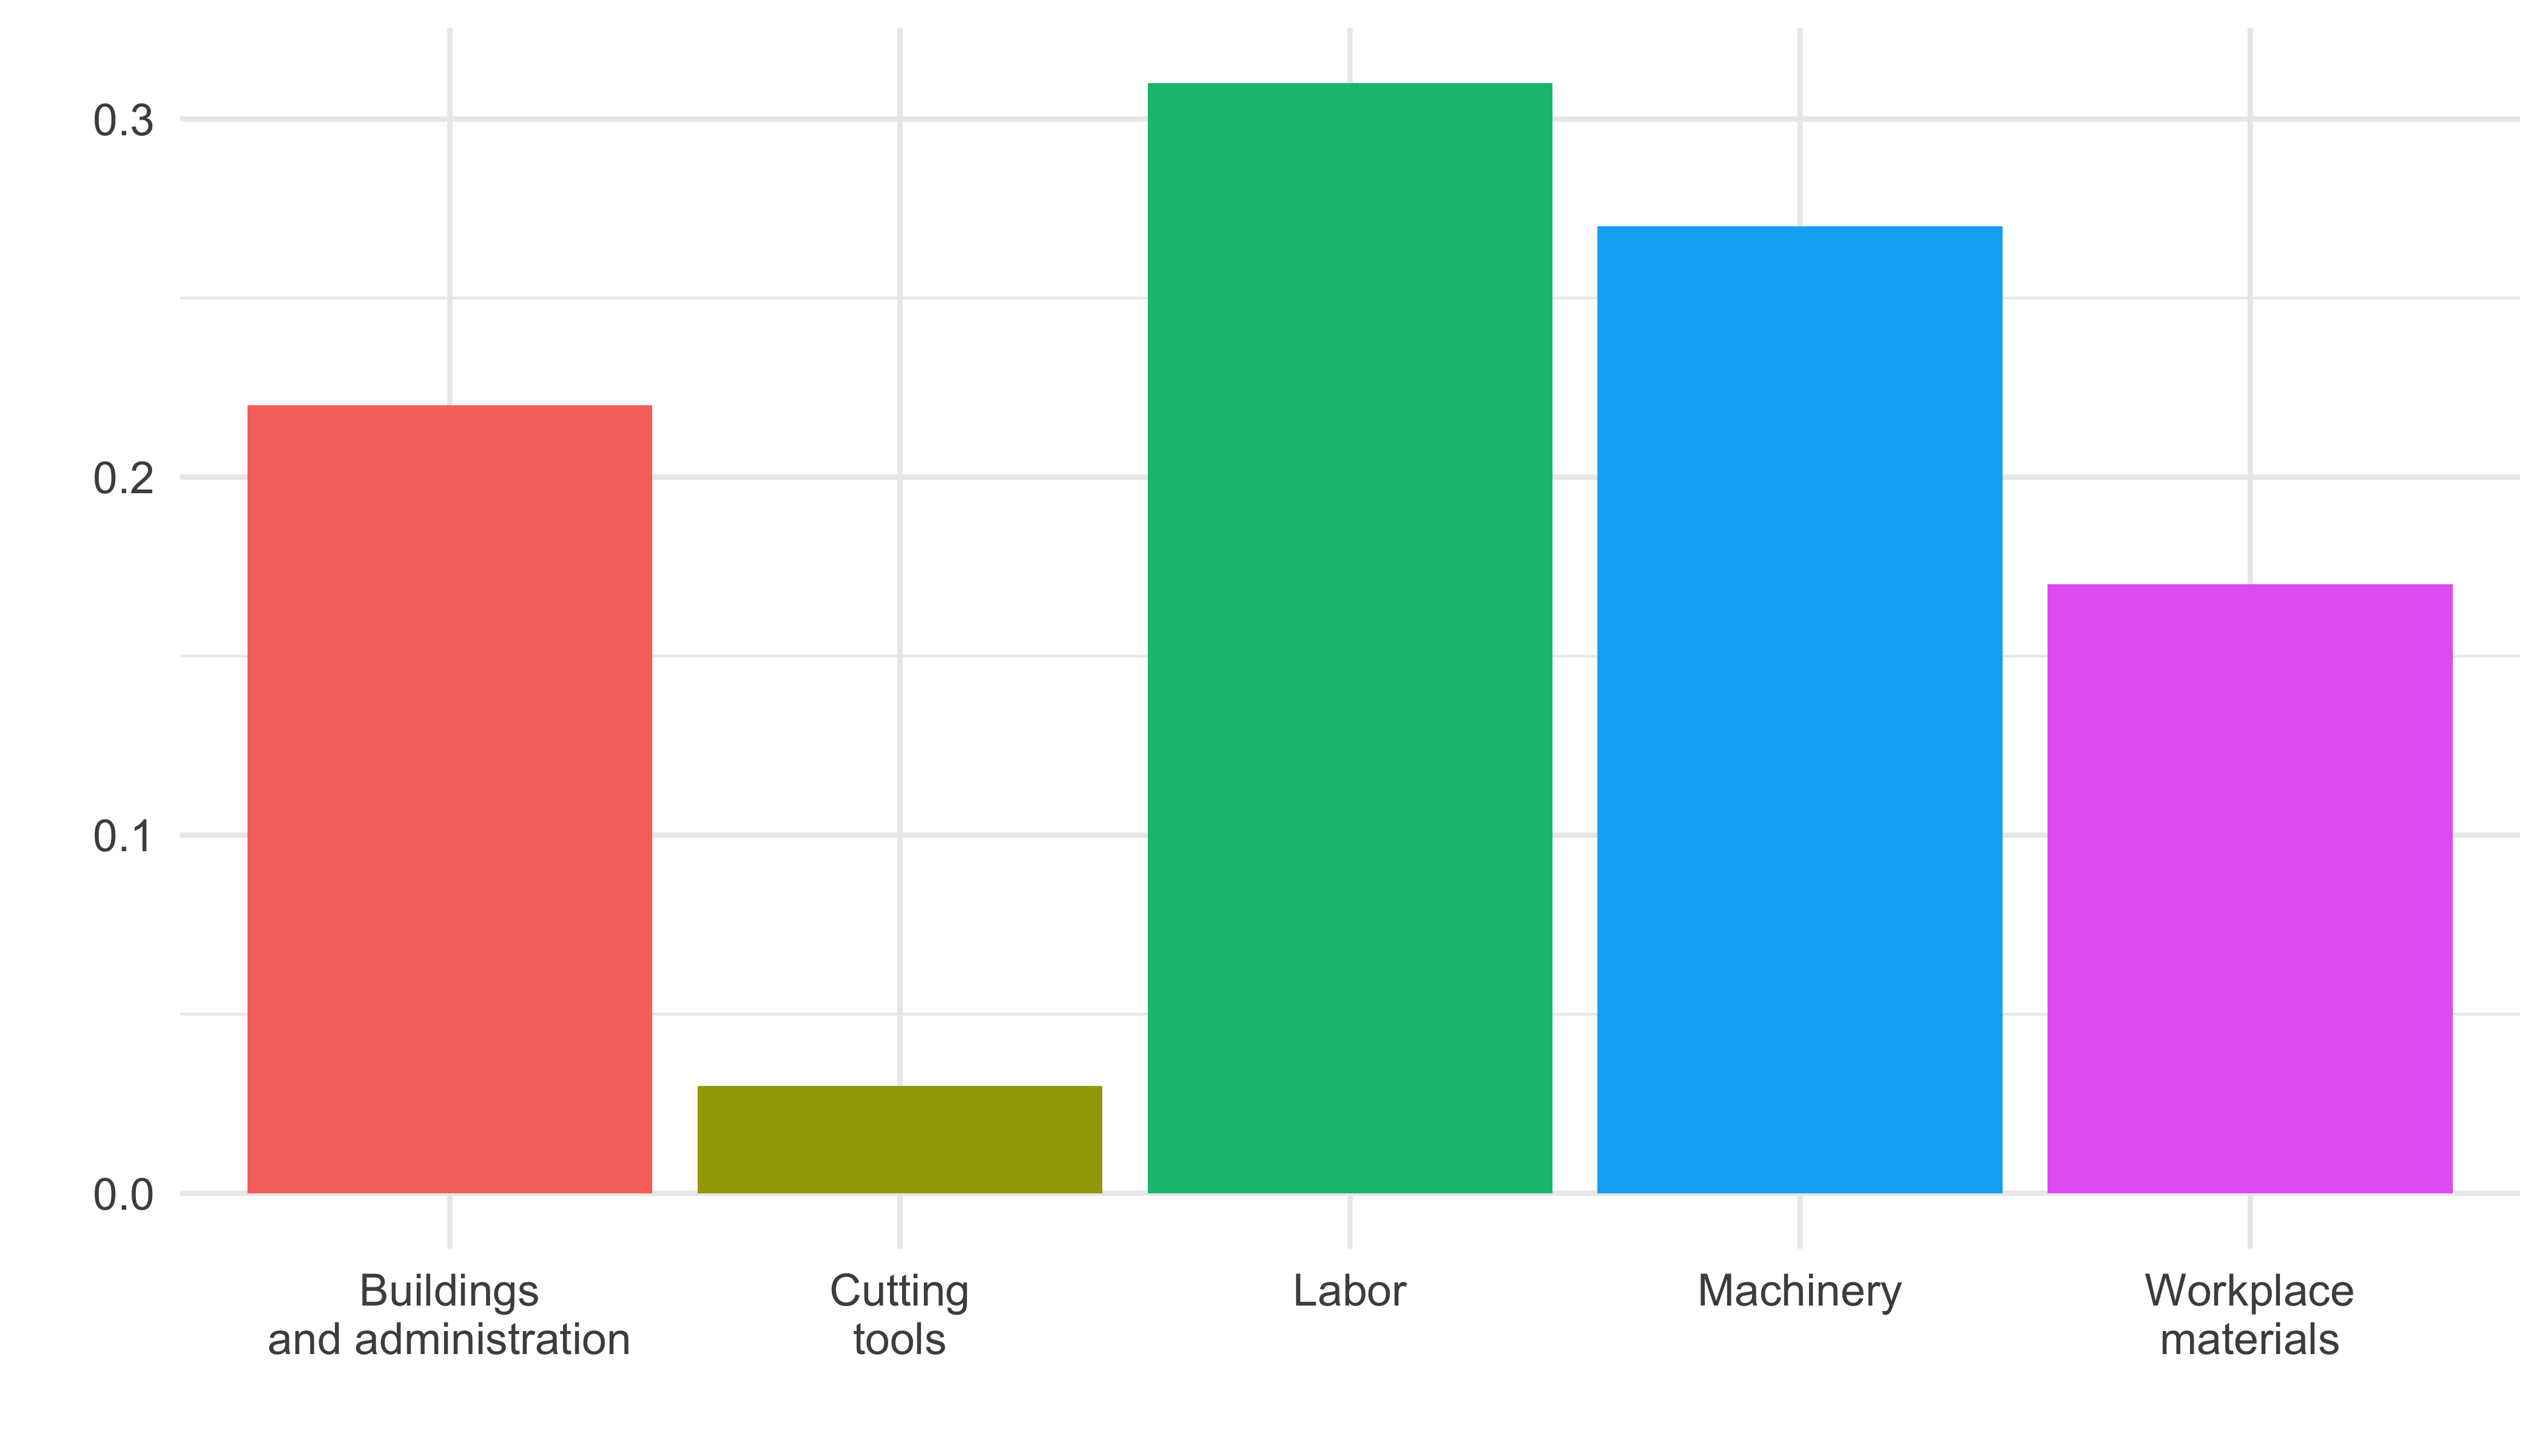 0.3
0.2
0.1
0.0
Buildings
and administration
Cutting
tools
Labor
Machinery
Workplace
materials